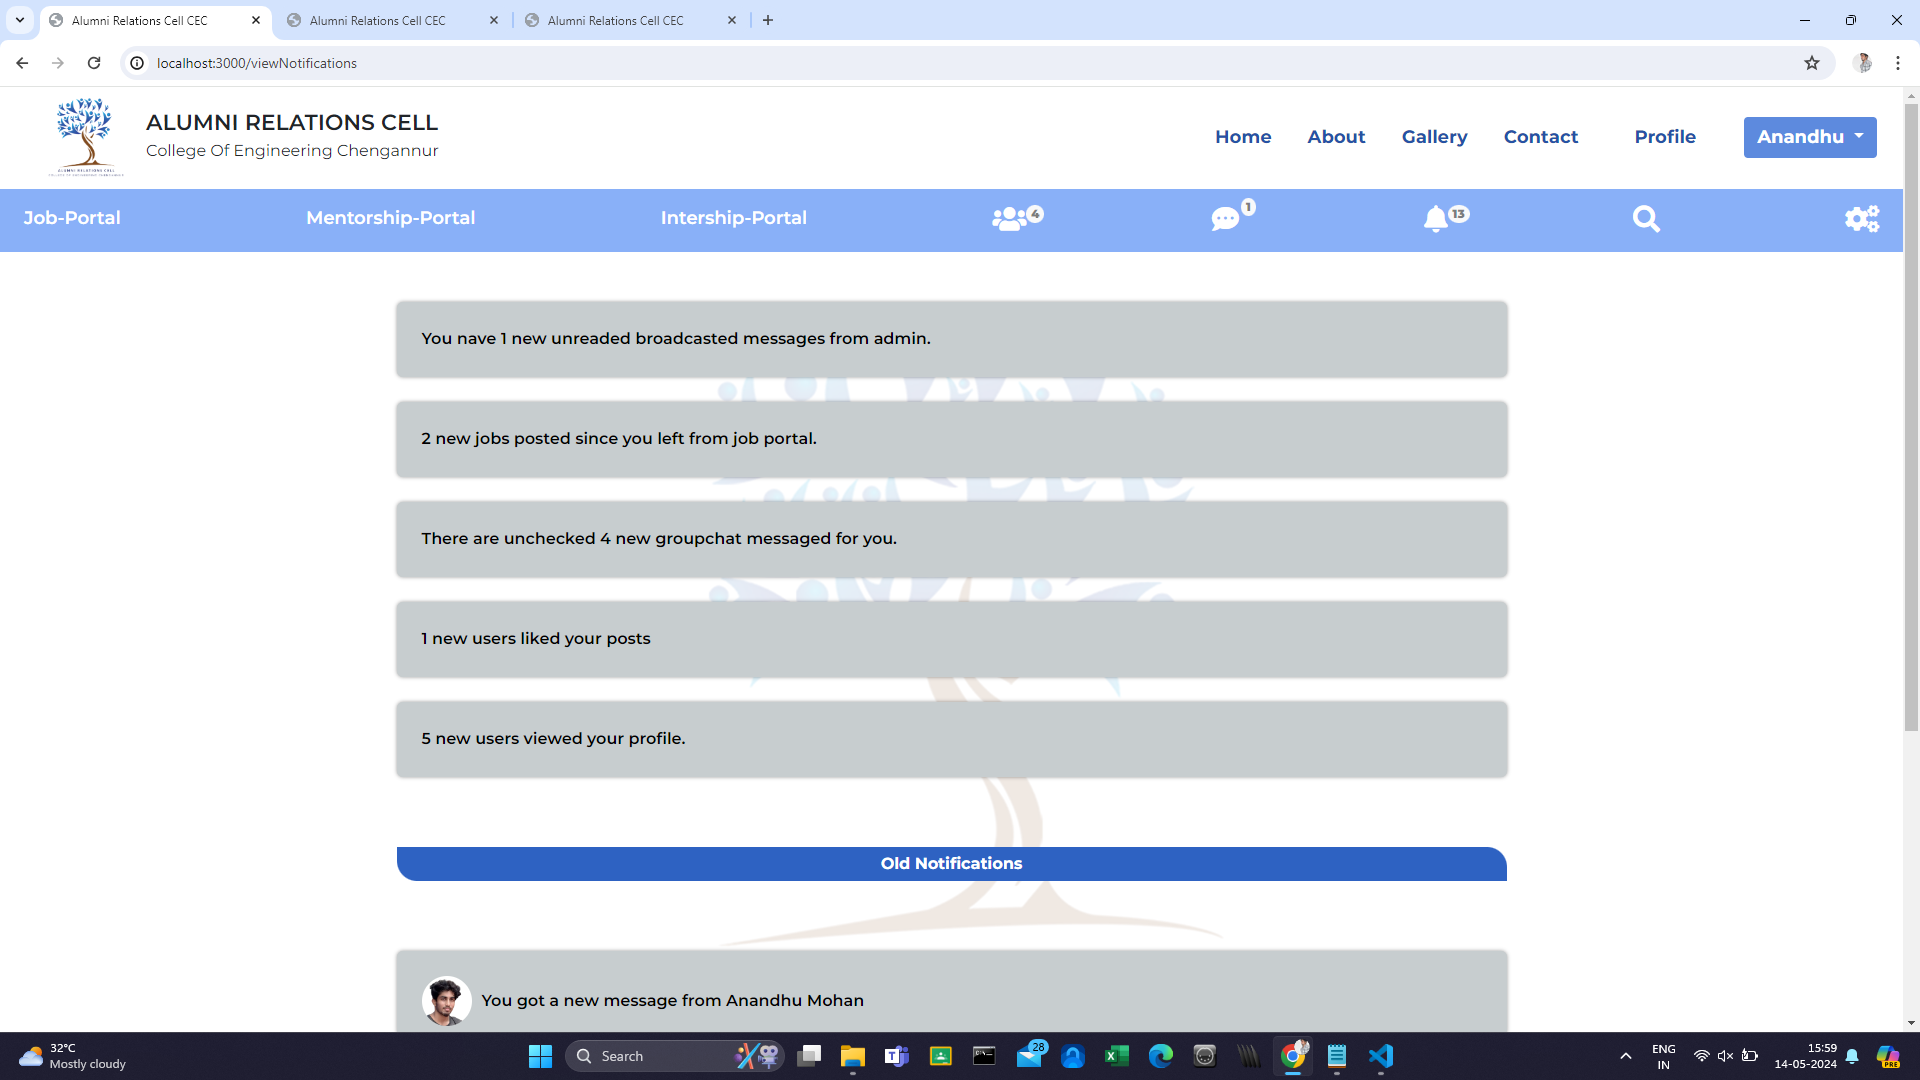 Alumni Relations Cell CEC
Alumni Relations Cell CEC
Alumni Relations Cell CEC
localhost:3000/viewNotifications
ALUMNI RELATIONS CELL
College Of Engineering Chengannur
ALUMNI RELATIONS CELL
Home About Gallery Contact Profile Anandhu
Job-Portal Mentorship-Portal Intership-Portal 4 1 13
You nave 1 new unreaded broadcasted messages from admin.
2 new jobs posted since you left from job portal.
There are unchecked 4 new groupchat messaged for you.
1 new users liked your posts
5 new users viewed your profile.
Old Notifications
You got a new message from Anandhu Mohan
32°C
Mostly cloudy
Search
28
ENG
IN
15:59
14-05-2024
PRE